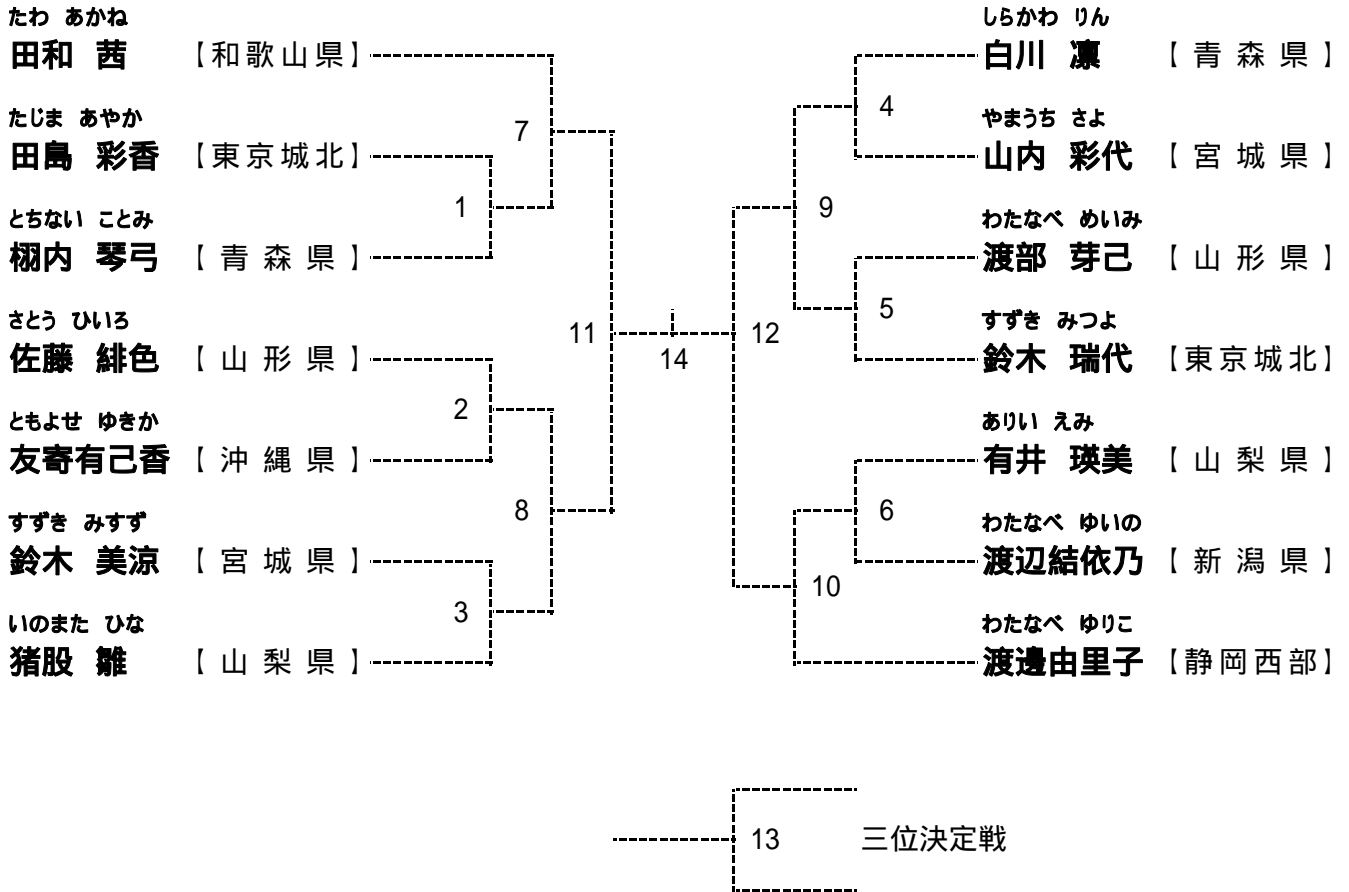 たわ あかね
田和 茜 【和歌山県】
たじま あやか
田島 彩香 【東京城北】
とちない ことみ
栩内 琴弓 【青森県】
さとう ひいろ
佐藤 緋色 【山形県】
ともよせ ゆきか
友寄有己香 【沖縄県】
すずき みすず
鈴木 美涼 【宮城県】
いのまた ひな
猪股 雛 【山梨県】
7
1
11
2
8
3
14
しらかわ りん
白川 凛 【青森県】
やまうち さよ
山内 彩代 【宮城県】
わたなべ めいみ
渡部 芽己 【山形県】
すずき みつよ
鈴木 瑞代 【東京城北】
ありい えみ
有井 瑛美 【山梨県】
わたなべ ゆいの
渡辺結依乃 【新潟県】
わたなべ ゆりこ
渡邊由里子 【静岡西部】
4
9
5
12
6
10
13 三位決定戦